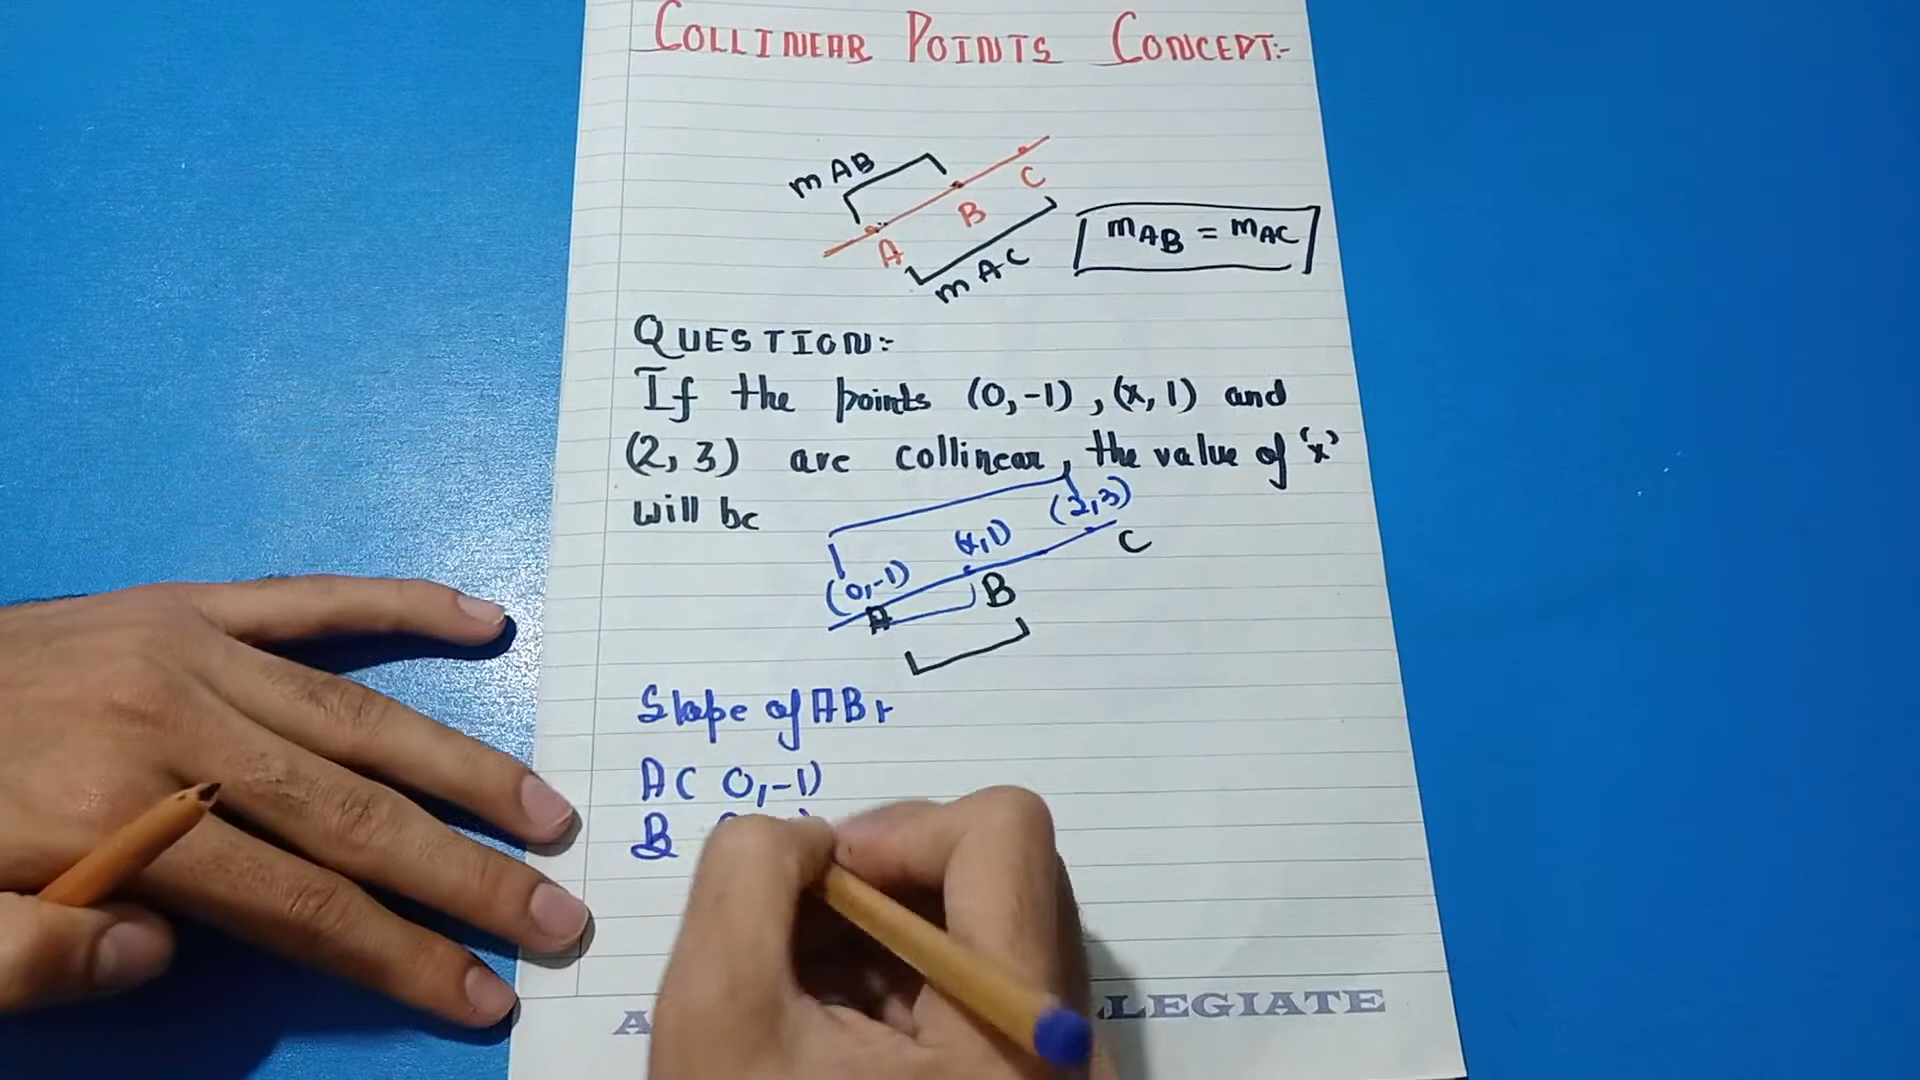 COLLINEAR POINTS CONCEPT:-
mAB
C
B
A
mAC
mAB = mAC
QUESTION:-
If the points (0,-1), (x, 1) and
(2, 3) are collinear, the value of 'x'
will be
(2,3)
(x,1)
C
(0,-1)
B
A
Slope of AB
A ( 0,-1)
B
LEGIATE